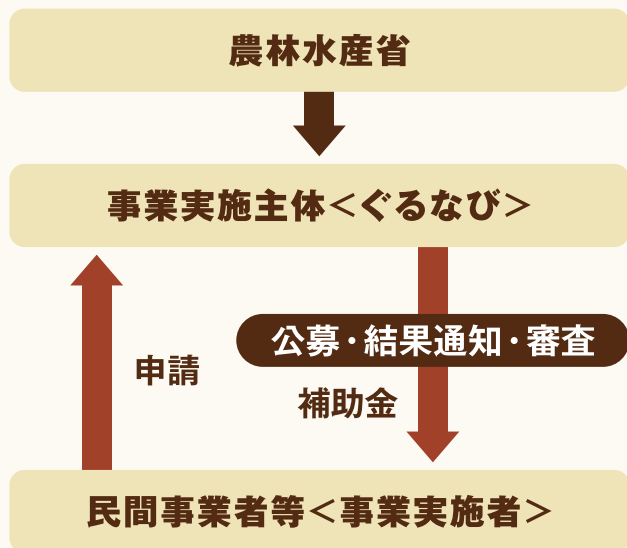 農林水産省
事業実施主体<ぐるなび>
公募・結果通知・審査
申請
補助金
民間事業者等<事業実施者>